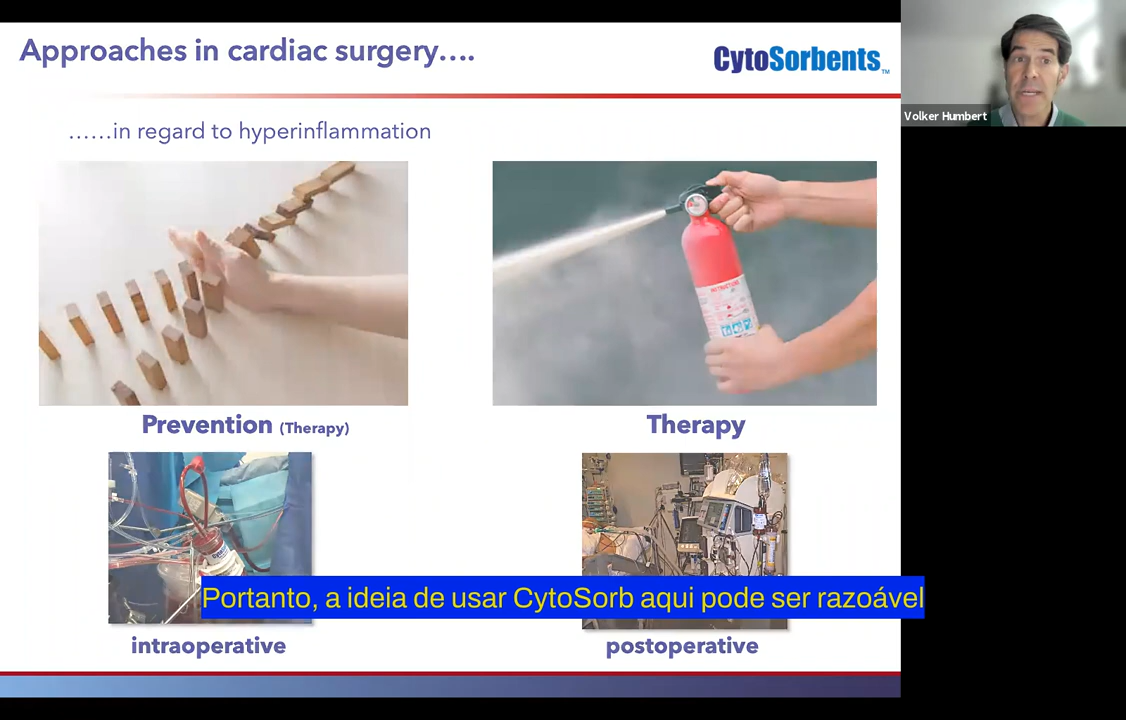 Approaches in cardiac surgery....
CytoSorbents™
Volker Humbert
......in regard to hyperinflammation
Prevention (Therapy)
Therapy
Portanto, a ideia de usar CytoSorb aqui pode ser razoável
intraoperative
postoperative